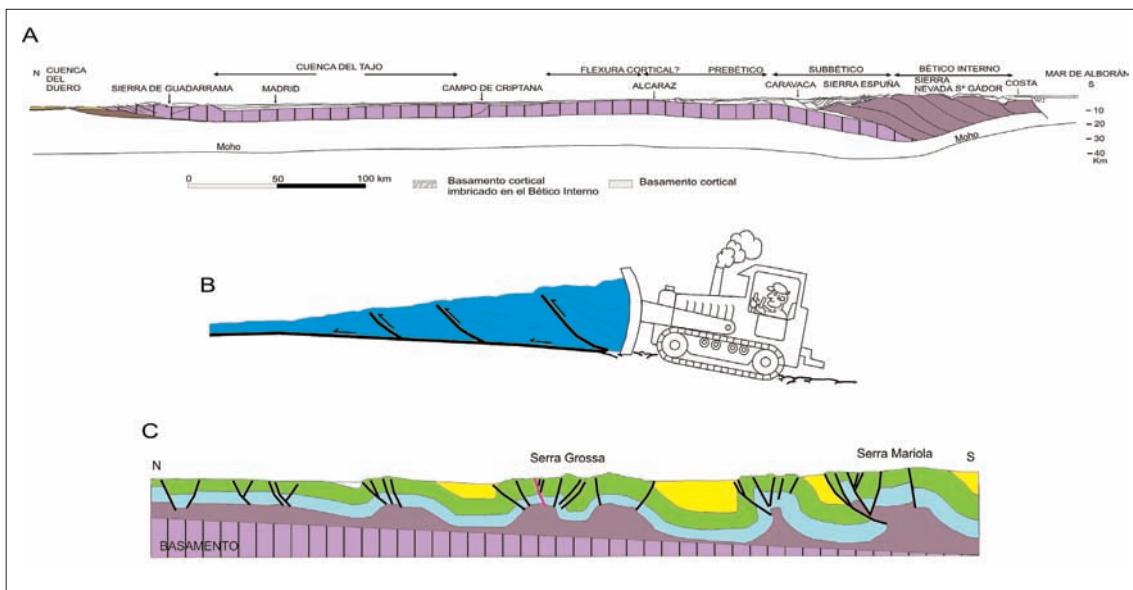 A
N CUENCA DEL DUERO
CUENCA DEL TAJO
FLEXURA CORTICAL?
PREBÉTICO
SUBBÉTICO
BÉTICO INTERNO
MAR DE ALBORÁN
S
SIERRA DE GUADARRAMA
MADRID
CAMPO DE CRIPTANA
ALCARAZ
CARAVACA
SIERRA ESPUÑA
SIERRA NEVADA
Sª GÁDOR
COSTA
10
20
30
40
Km
Moho
Moho
0 50 100 km
Basamento cortical
imbricado en el Bético Interno
Basamento cortical
B
C
N
Serra Grossa
Serra Mariola
S
BASAMENTO